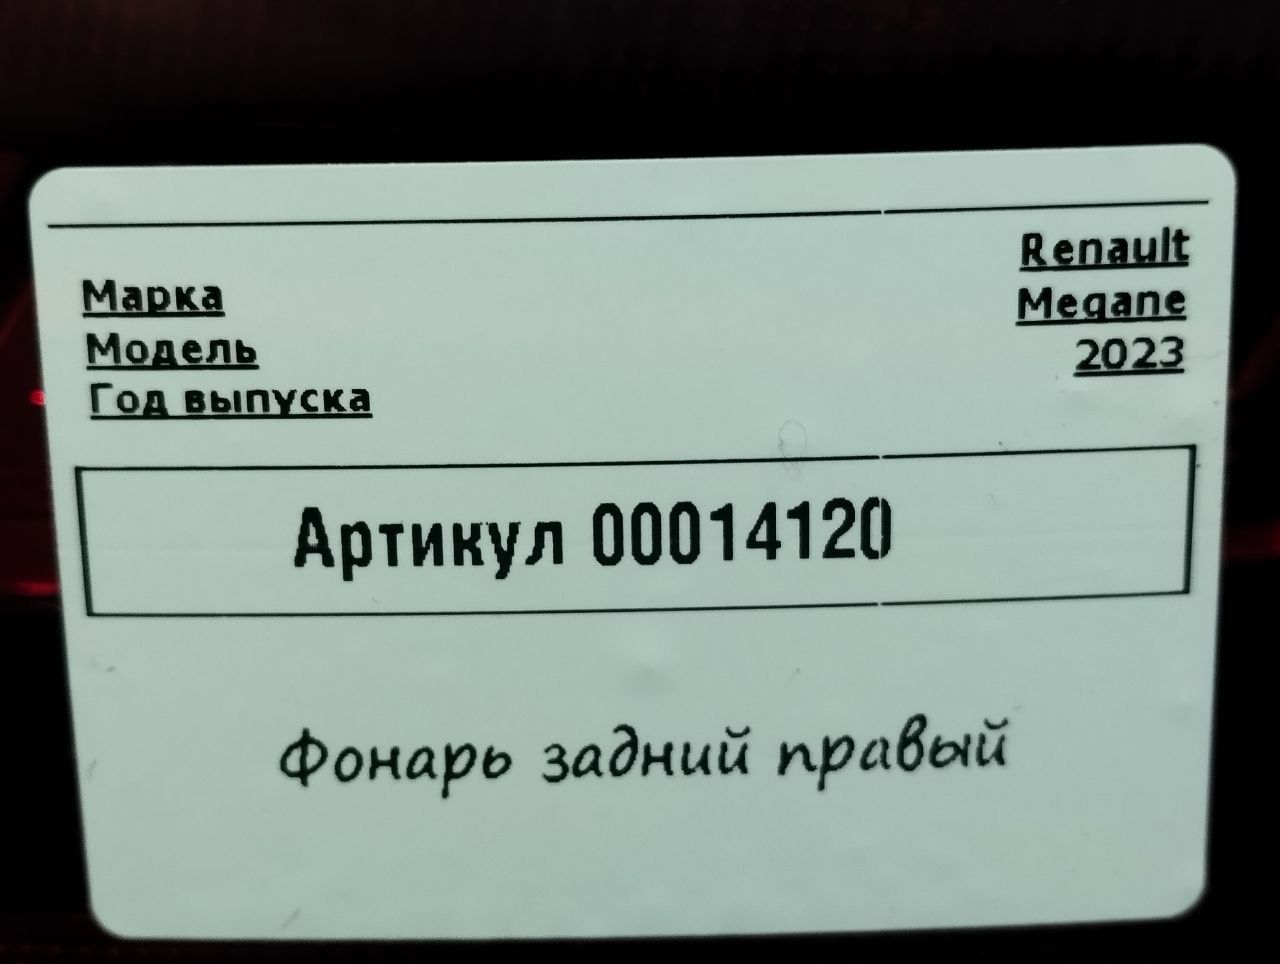 Марка Renault
Модель Megane
Год выпуска 2023
Артикул 00014120
Фонарь задний правый